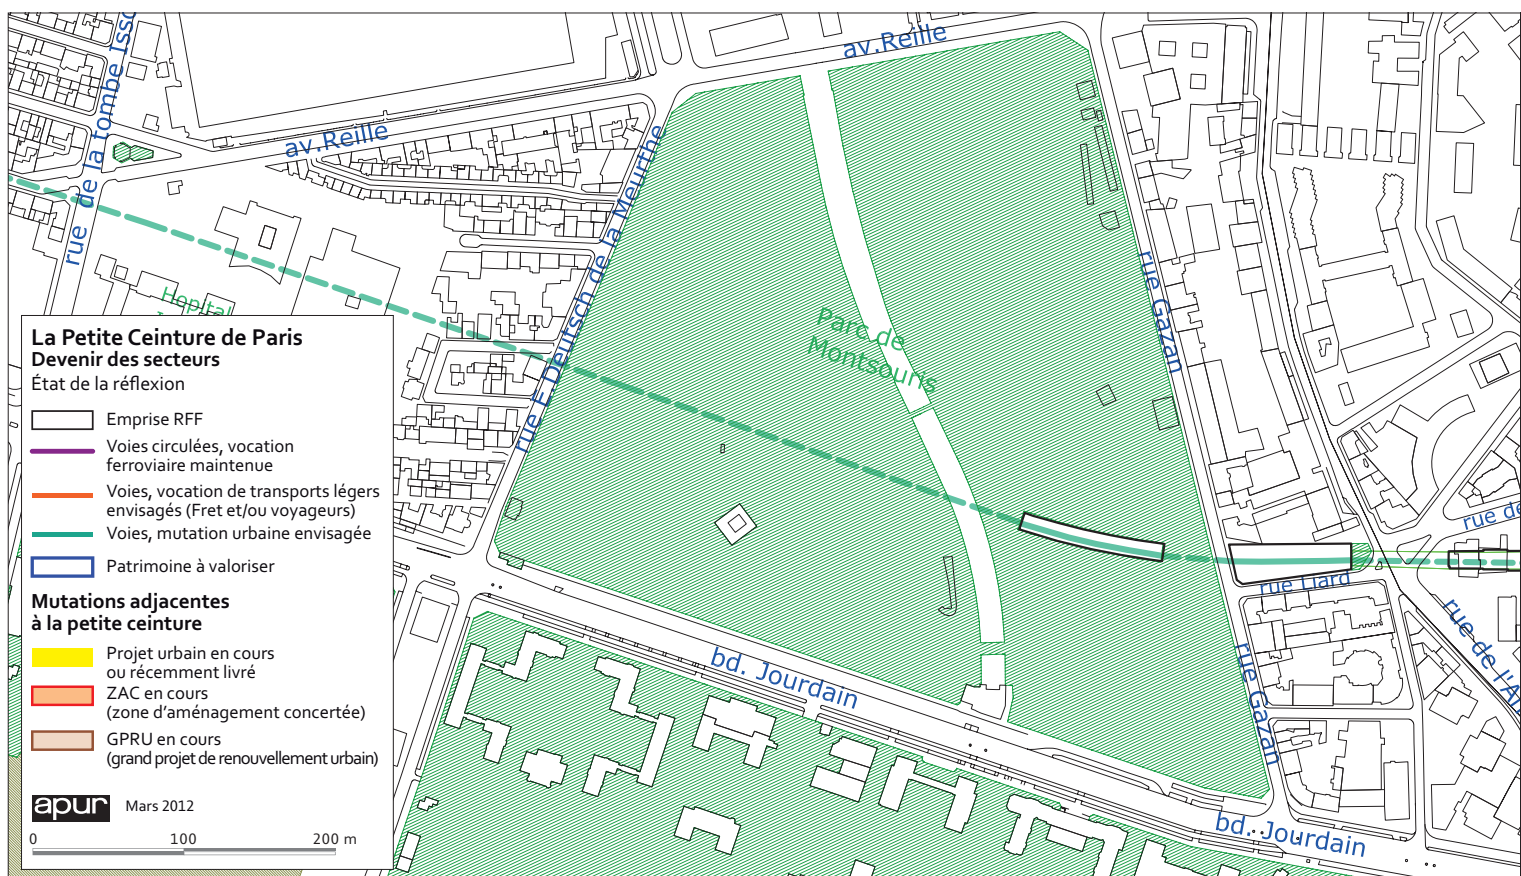 av.Reille
rue de la tombe
av.Reille
rue E Deutsch de la Meurthe
rue Gazan
Parc de
Montsouris
Hopital
rue de
rue Liard
rue de l'A
rue Gazan
bd. Jourdain
bd. Jourdain
La Petite Ceinture de Paris
Devenir des secteurs
État de la réflexion
Emprise RFF
Voies circulées, vocation
ferroviaire maintenue
Voies, vocation de transports légers
envisagés (Fret et/ou voyageurs)
Voies, mutation urbaine envisagée
Patrimoine à valoriser
Mutations adjacentes
à la petite ceinture
Projet urbain en cours
ou récemment livré
ZAC en cours
(zone d'aménagement concertée)
GPRU en cours
(grand projet de renouvellement urbain)
apur Mars 2012
0 100 200 m